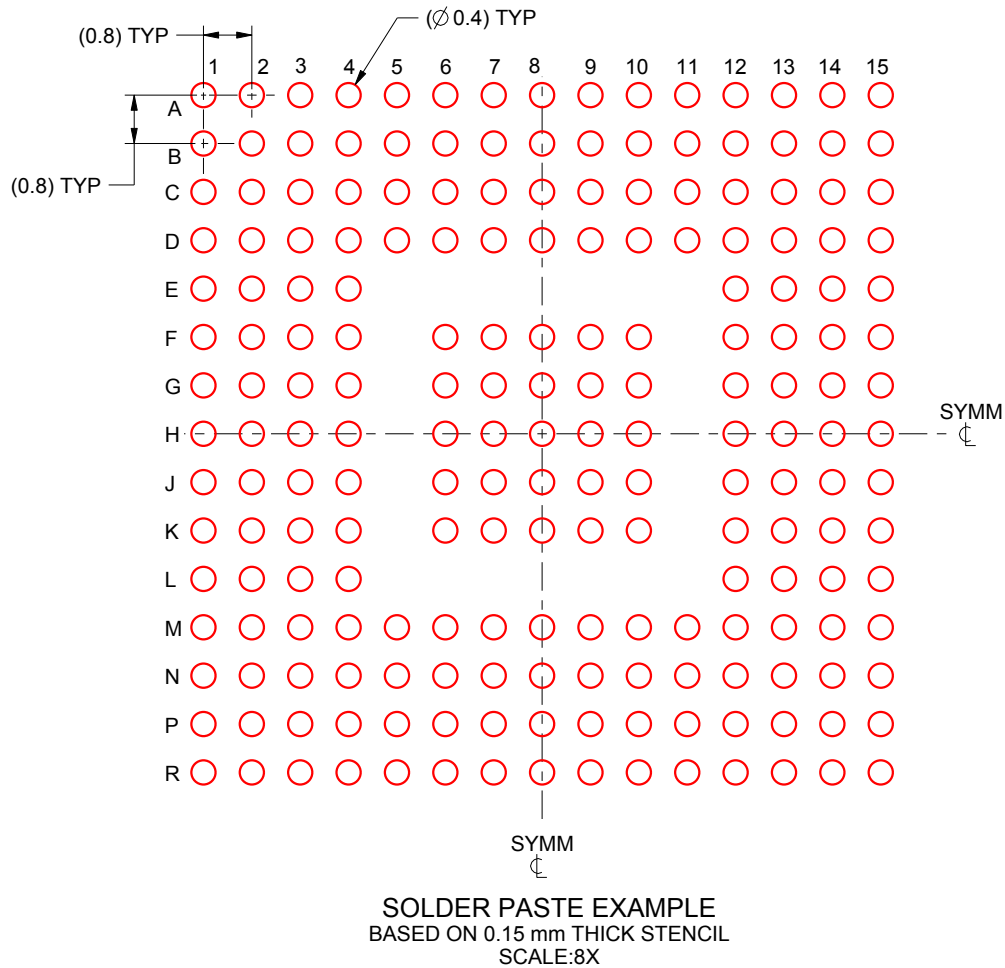 (⌀ 0.4) TYP
(0.8) TYP
1 2 3 4 5 6 7 8 9 10 11 12 13 14 15
A
B
(0.8) TYP
C
D
E
F
G
SYMM
℄
H
J
K
L
M
N
P
R
SYMM
℄
SOLDER PASTE EXAMPLE
BASED ON 0.15 mm THICK STENCIL
SCALE:8X